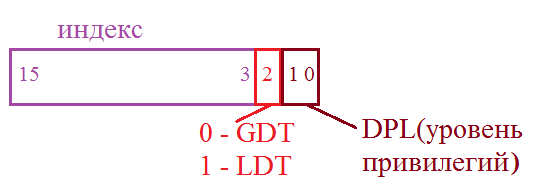 индекс
15 3 2 1 0
0 - GDT
1 - LDT
DPL(уровень
привилегий)